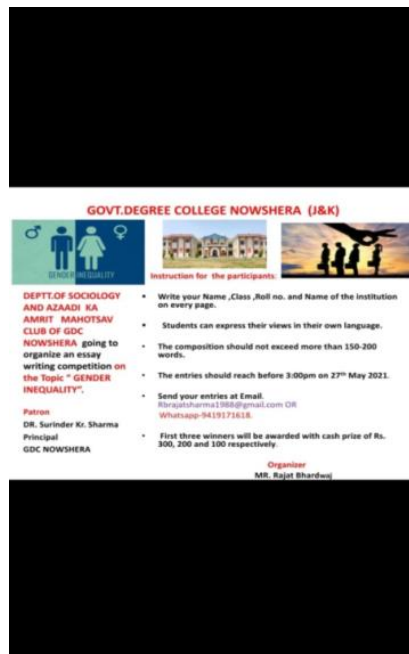 GOVT.DEGREE COLLEGE NOWSHERA (J&K)
GENDER INEQUALITY
DEPTT.OF SOCIOLOGY
AND AZAADI KA
AMRIT MAHOTSAV
CLUB OF GDC
NOWSHERA going to
organize an essay
writing competition on
the Topic " GENDER
INEQUALITY".
Patron
DR. Surinder Kr. Sharma
Principal
GDC NOWSHERA
Instruction for the participants:
• Write your Name ,Class ,Roll no. and Name of the institution
on every page.
• Students can express their views in their own language.
• The composition should not exceed more than 150-200
words.
• The entries should reach before 3:00pm on 27th May 2021.
• Send your entries at Email.
Rbrajatsharma1988@gmail.com OR
Whatsapp-9419171618.
• First three winners will be awarded with cash prize of Rs.
300, 200 and 100 respectively.
Organizer
MR. Rajat Bhardwaj